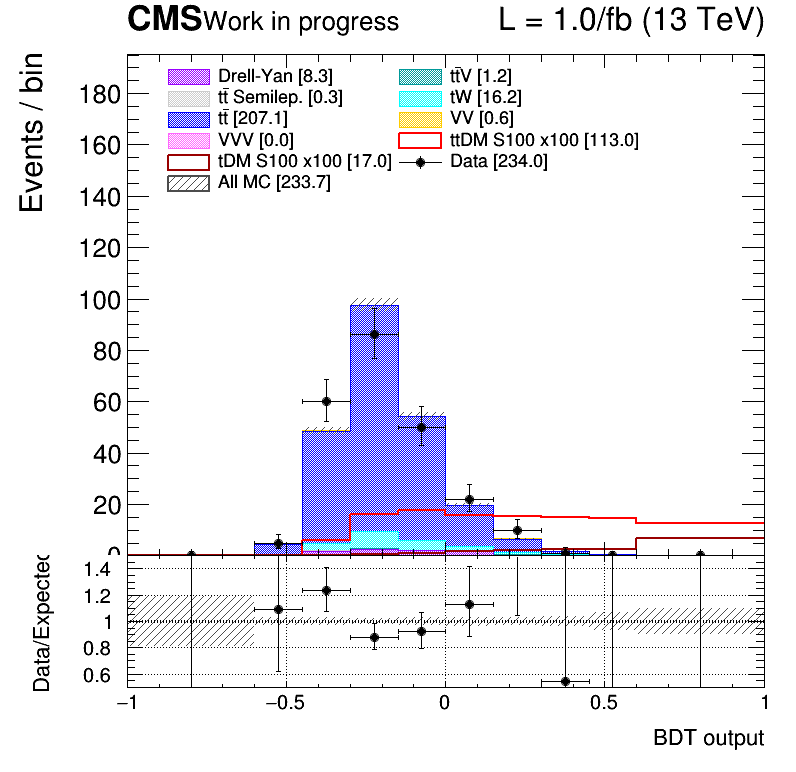 CMS Work in progress L = 1.0/fb (13 TeV)
Events / bin
Drell-Yan [8.3] tt̄V [1.2]
tt̄ Semilep. [0.3] tW [16.2]
tt̄ [207.1] VV [0.6]
VVV [0.0] ttDM S100 x100 [113.0]
tDM S100 x100 [17.0] Data [234.0]
All MC [233.7]
180
160
140
120
100
80
60
40
20
0
Data/Expected
1.4
1.2
1
0.8
0.6
−1 −0.5 0 0.5 1
BDT output